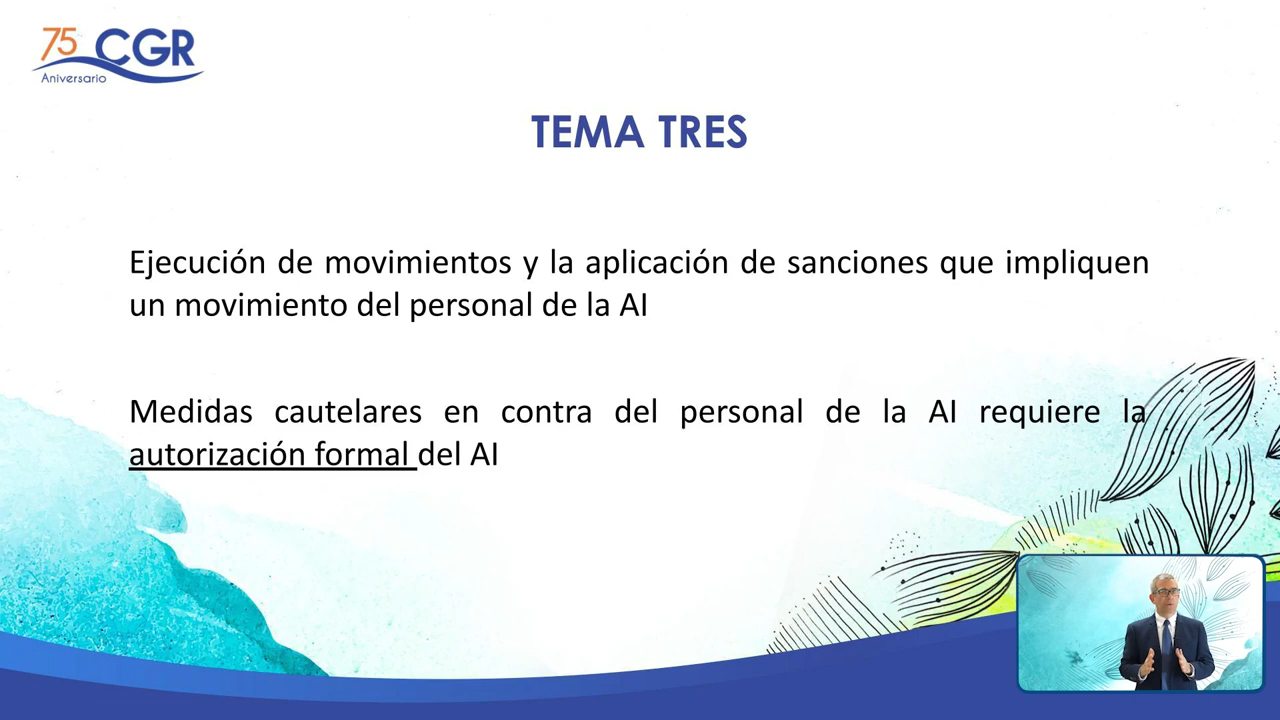 75 CGR
Aniversario
TEMA TRES
Ejecución de movimientos y la aplicación de sanciones que impliquen
un movimiento del personal de la AI
Medidas cautelares en contra del personal de la AI requiere la
autorización formal del AI